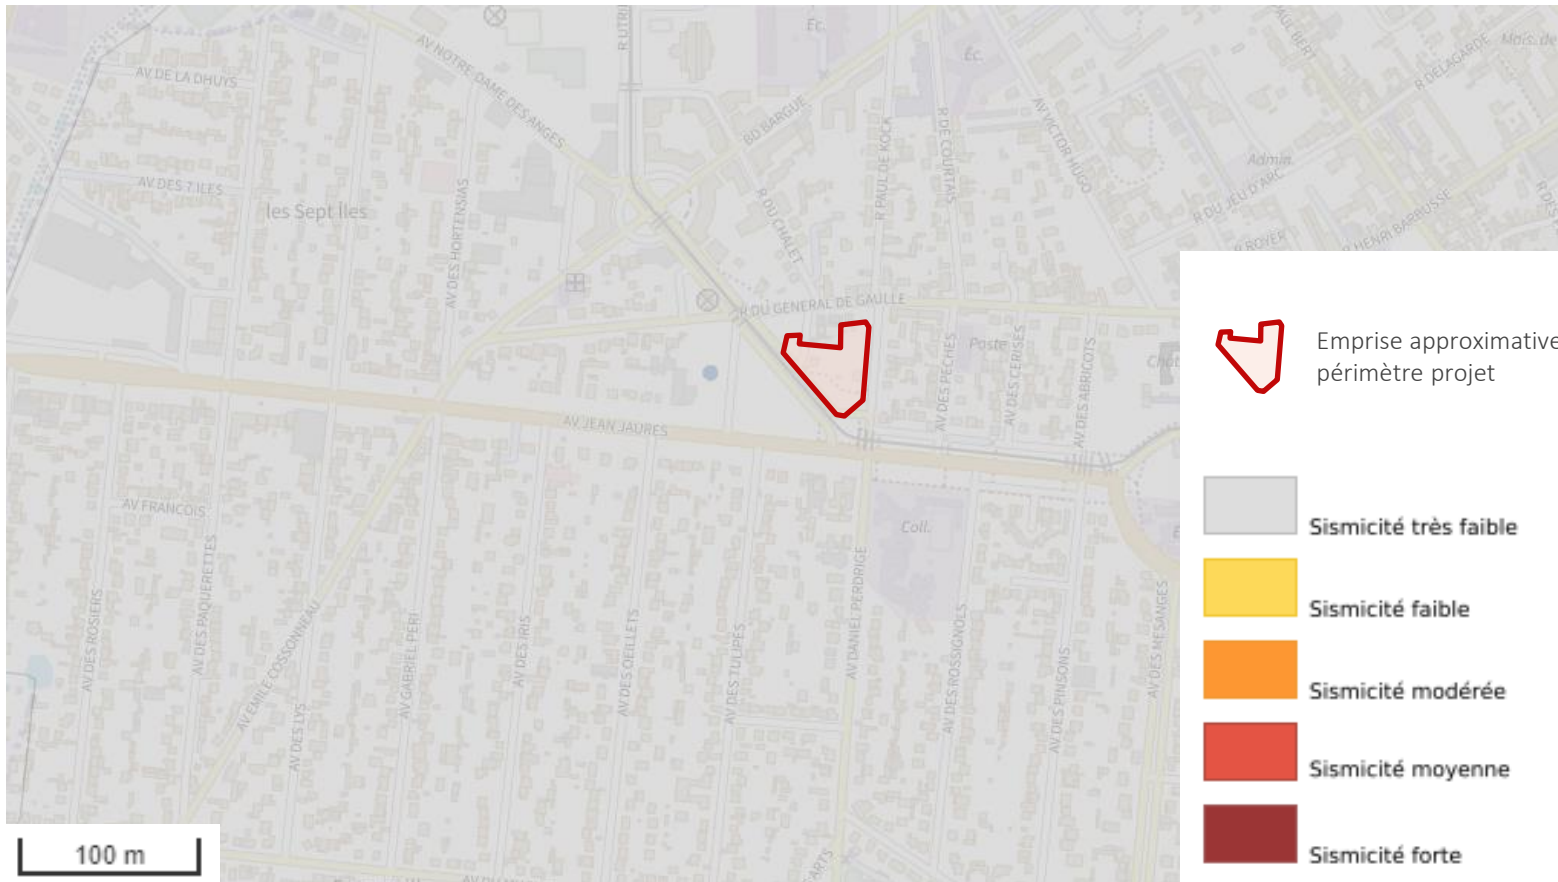 AV DE LA DHUYS
AV NOTRE-DAME DES ANGES
R UTRI
Ec.
Ec.
BD BARGUE
R PAUL DE KOCK
R DE COURTAIS
AV VICTOR HUGO
PAUL BERT
Mais. de
R DELAGARDE
AV DES 7 ILES
les Sept Iles
AV DES HORTENSIAS
R DU CHALET
Admin.
R DU JEU D'ARC
R ROYER
R HENRI BARBUSSE
R DES
R DU GENERAL DE GAULLE
AV DES PECHES
Poste
AV DES CERISES
AV DES ABRICOTS
Chât
AV JEAN JAURES
AV FRANCOIS
Coll.
AV DES ROSIERS
AV DES PAQUERETTES
AV EMILE COSSONNEAU
AV DES LYS
AV GABRIEL PERI
AV DES IRIS
AV DES OEILLETS
AV DES TULIPES
AV DANIEL PERDRIGE
AV DES ROSSIGNOLS
AV DES PINSONS
AV DES MESANGES
100 m
Emprise approximative
périmètre projet
Sismicité très faible
Sismicité faible
Sismicité modérée
Sismicité moyenne
Sismicité forte